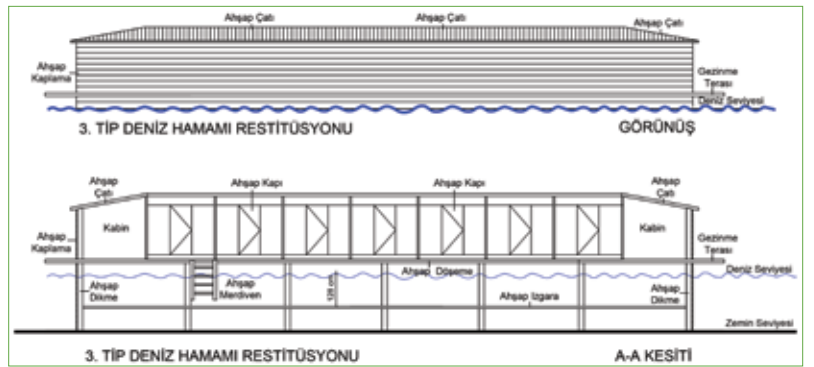 Ahşap Çatı
Ahşap Çatı
Ahşap Çatı
Ahşap
Kaplama
Gezinme
Terası
Deniz Seviyesi
3. TİP DENİZ HAMAMI RESTİTÜSYONU
GÖRÜNÜŞ
Ahşap
Çatı
Ahşap Kapı
Ahşap Kapı
Ahşap
Çatı
Kabin
Kabin
Ahşap
Kaplama
Gezinme
Terası
Ahşap Döşeme
Deniz Seviyesi
Ahşap
Dikme
Ahşap
Merdiven
120 cm
Ahşap Izgara
Ahşap
Dikme
Zemin Seviyesi
3. TİP DENİZ HAMAMI RESTİTÜSYONU
A-A KESİTİ